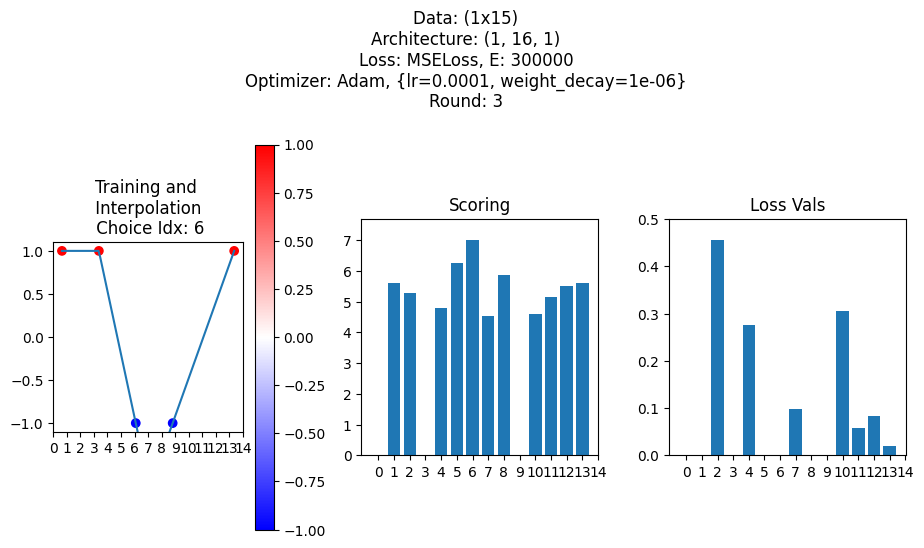 Data: (1x15)
Architecture: (1, 16, 1)
Loss: MSELoss, E: 300000
Optimizer: Adam, {lr=0.0001, weight_decay=1e-06}
Round: 3
Training and
Interpolation
Choice Idx: 6
1.0
0.5
0.0
−0.5
−1.0
0 1 2 3 4 5 6 7 8 9 10 11 12 13 14
1.00
0.75
0.50
0.25
0.00
−0.25
−0.50
−0.75
−1.00
Scoring
7
6
5
4
3
2
1
0
0 1 2 3 4 5 6 7 8 9 10 11 12 13 14
Loss Vals
0.5
0.4
0.3
0.2
0.1
0.0
0 1 2 3 4 5 6 7 8 9 10 11 12 13 14